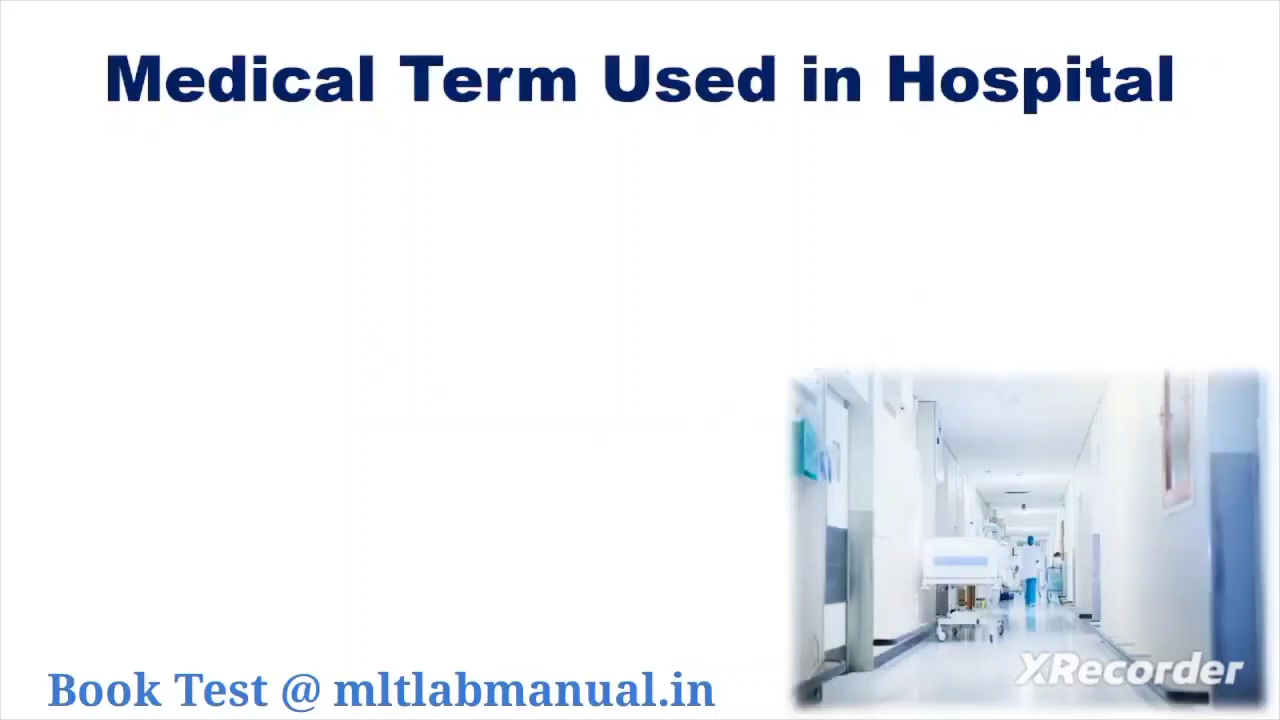 Medical Term Used in Hospital
XRecorder
Book Test @ mltlabmanual.in